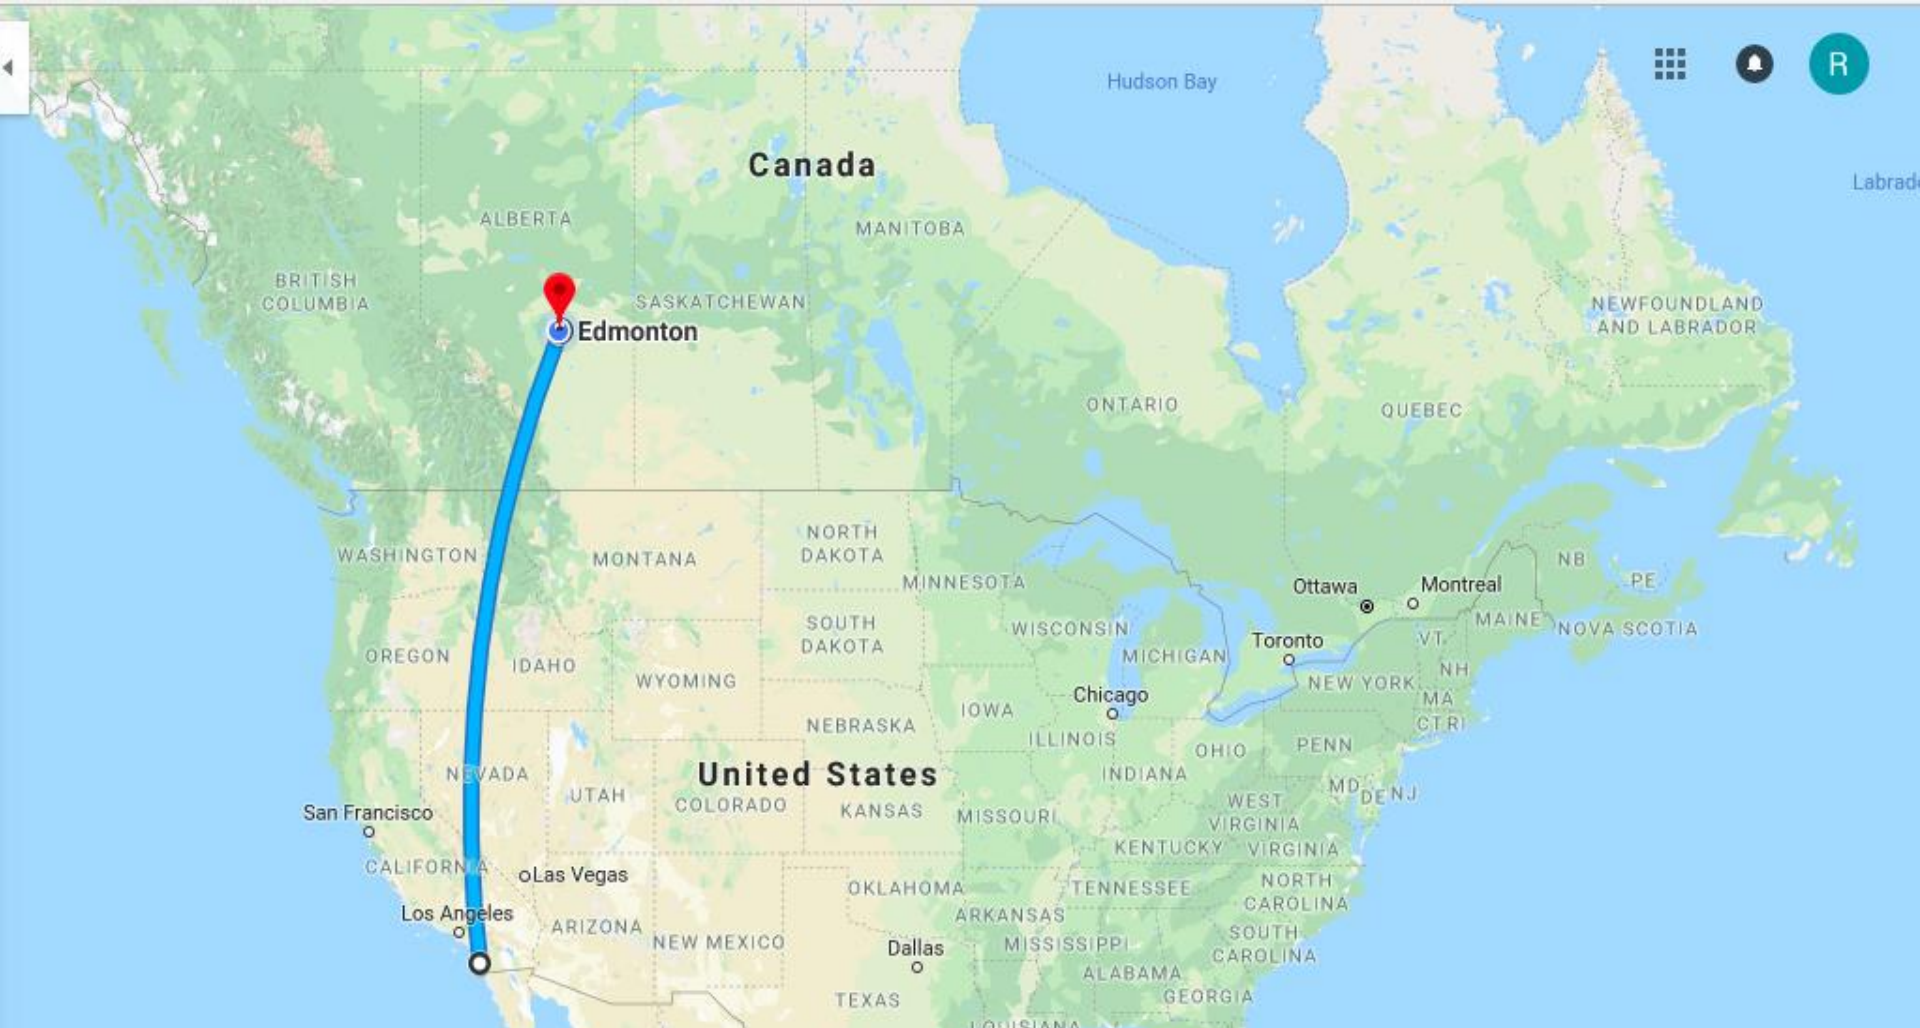 Hudson Bay
R
Canada
Labrad
ALBERTA
MANITOBA
BRITISH
COLUMBIA
SASKATCHEWAN
NEWFOUNDLAND
AND LABRADOR
Edmonton
ONTARIO
QUEBEC
WASHINGTON
MONTANA
NORTH
DAKOTA
MINNESOTA
NB
PE
Ottawa
Montreal
MAINE
NOVA SCOTIA
SOUTH
DAKOTA
WISCONSIN
MICHIGAN
Toronto
VT
NH
OREGON
IDAHO
WYOMING
NEW YORK
MA
CT RI
Chicago
IOWA
NEBRASKA
ILLINOIS
OHIO
PENN
INDIANA
NEVADA
United States
UTAH
COLORADO
KANSAS
MISSOURI
MD
DE NJ
WEST
VIRGINIA
San Francisco
KENTUCKY
VIRGINIA
CALIFORNIA
Las Vegas
OKLAHOMA
TENNESSEE
NORTH
CAROLINA
Los Angeles
ARIZONA
NEW MEXICO
ARKANSAS
Dallas
MISSISSIPPI
SOUTH
CAROLINA
ALABAMA
TEXAS
GEORGIA
LOUISIANA